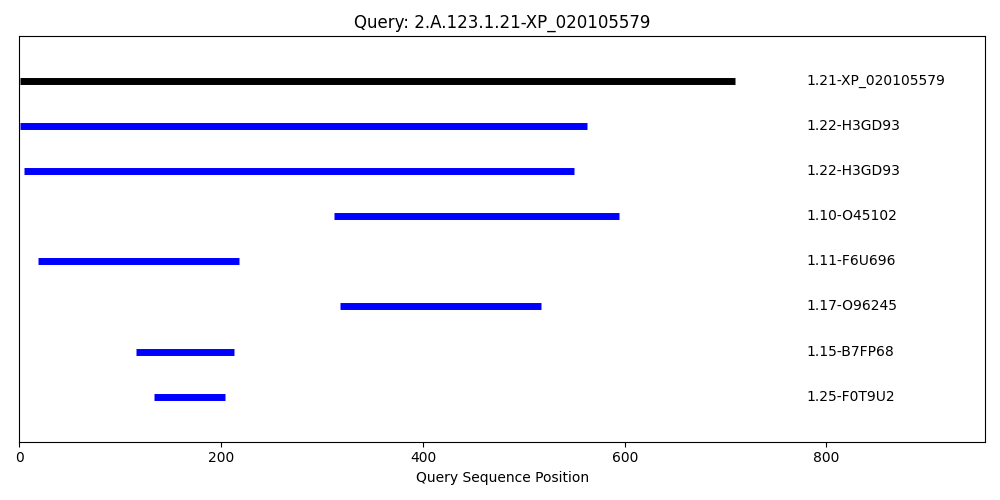 Query: 2.A.123.1.21-XP_020105579
1.21-XP_020105579
1.22-H3GD93
1.22-H3GD93
1.10-O45102
1.11-F6U696
1.17-O96245
1.15-B7FP68
1.25-F0T9U2
0 200 400 600 800
Query Sequence Position